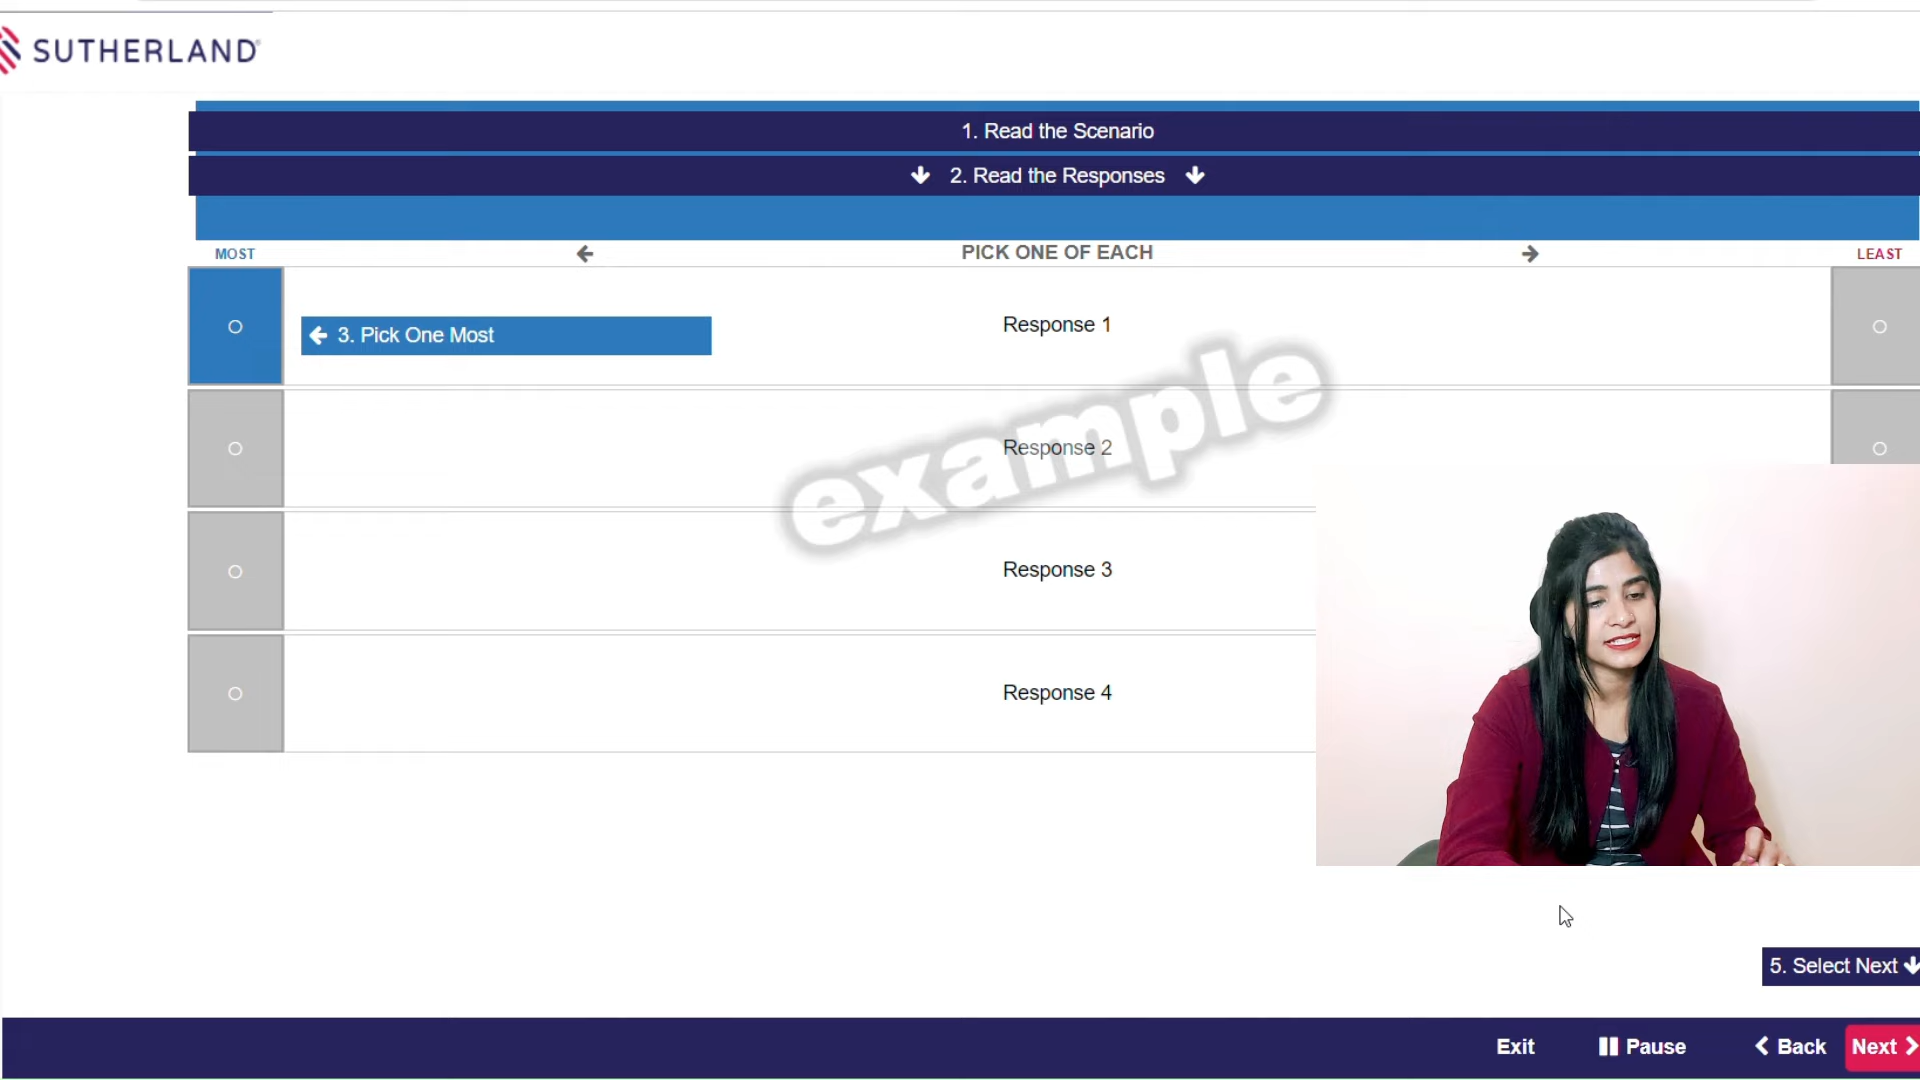 SUTHERLAND
1. Read the Scenario
2. Read the Responses
MOST
PICK ONE OF EACH
LEAST
3. Pick One Most
Response 1
example
Response 2
Response 3
Response 4
5. Select Next
Exit
Pause
Back
Next